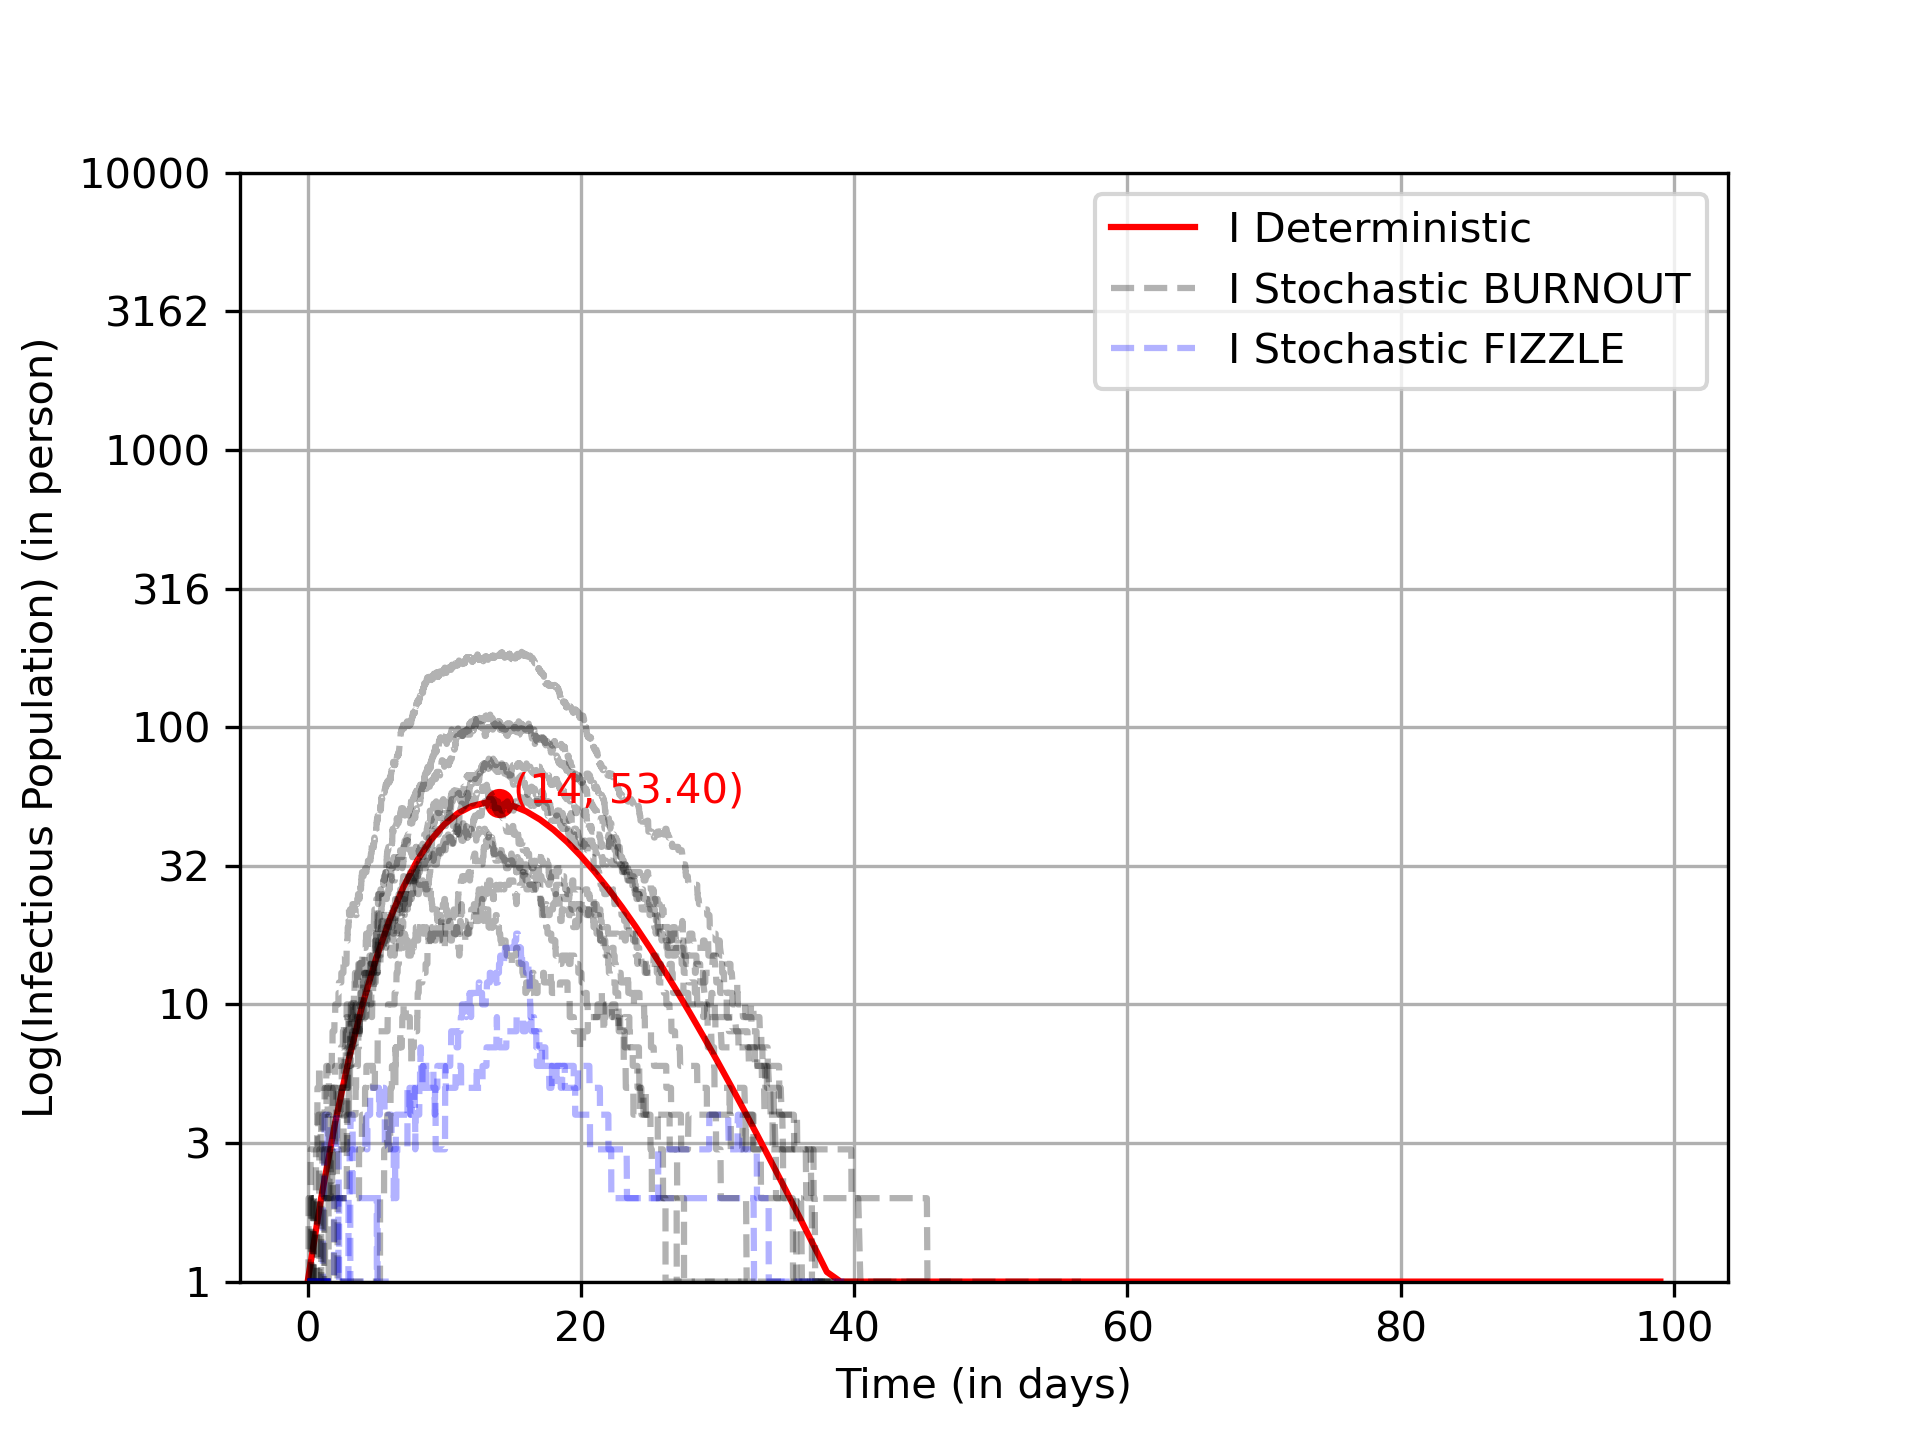 10000
3162
1000
316
100
32
10
3
1
Log(Infectious Population) (in person)
I Deterministic
I Stochastic BURNOUT
I Stochastic FIZZLE
(14, 53.40)
0 20 40 60 80 100
Time (in days)